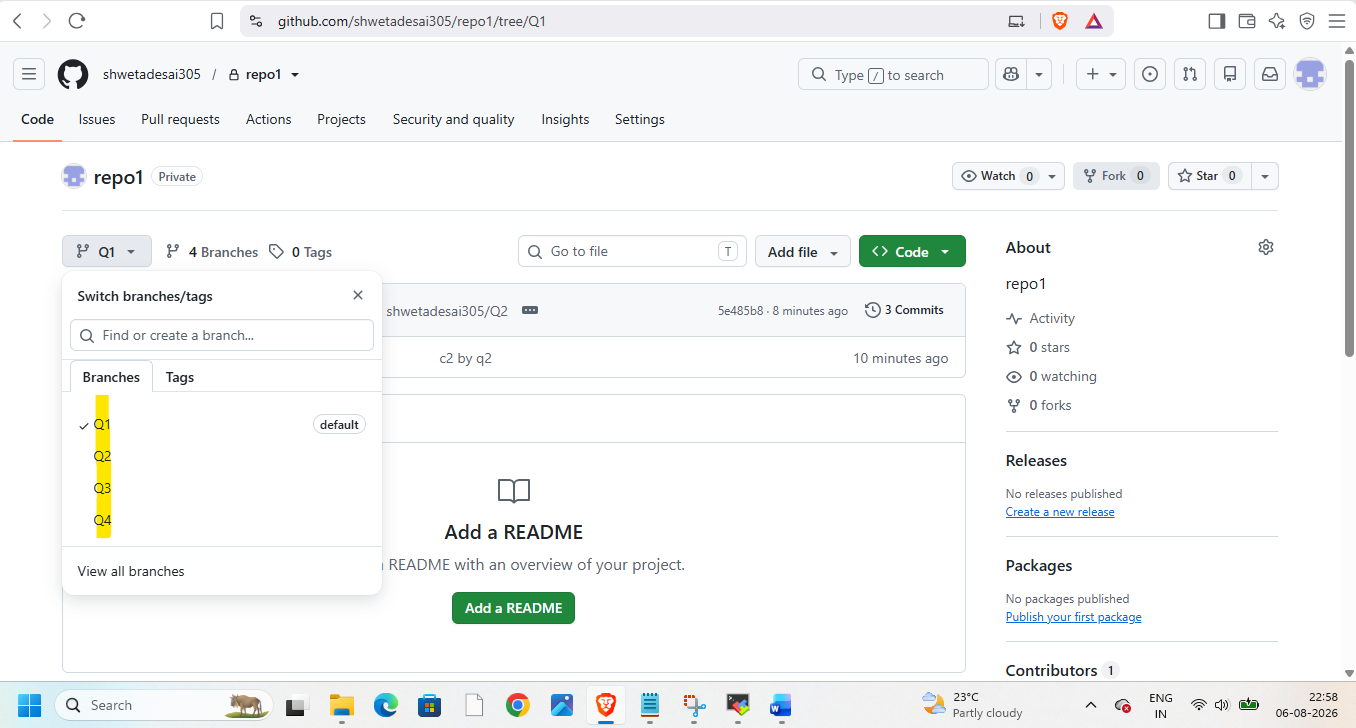 github.com/shwetadesai305/repo1/tree/Q1
shwetadesai305 / repo1
Type / to search
Code Issues Pull requests Actions Projects Security and quality Insights Settings
repo1 Private
Watch 0 Fork 0 Star 0
Q1 4 Branches 0 Tags Go to file T Add file Code
Switch branches/tags
Find or create a branch...
Branches Tags
Q1 default
Q2
Q3
Q4
View all branches
shwetadesai305/Q2 5e485b8 · 8 minutes ago 3 Commits
c2 by q2 10 minutes ago
Add a README
README with an overview of your project.
Add a README
About
repo1
Activity
0 stars
0 watching
0 forks
Releases
No releases published
Create a new release
Packages
No packages published
Publish your first package
Contributors 1
Search
23°C
Partly cloudy
ENG
IN
22:58
06-08-2026